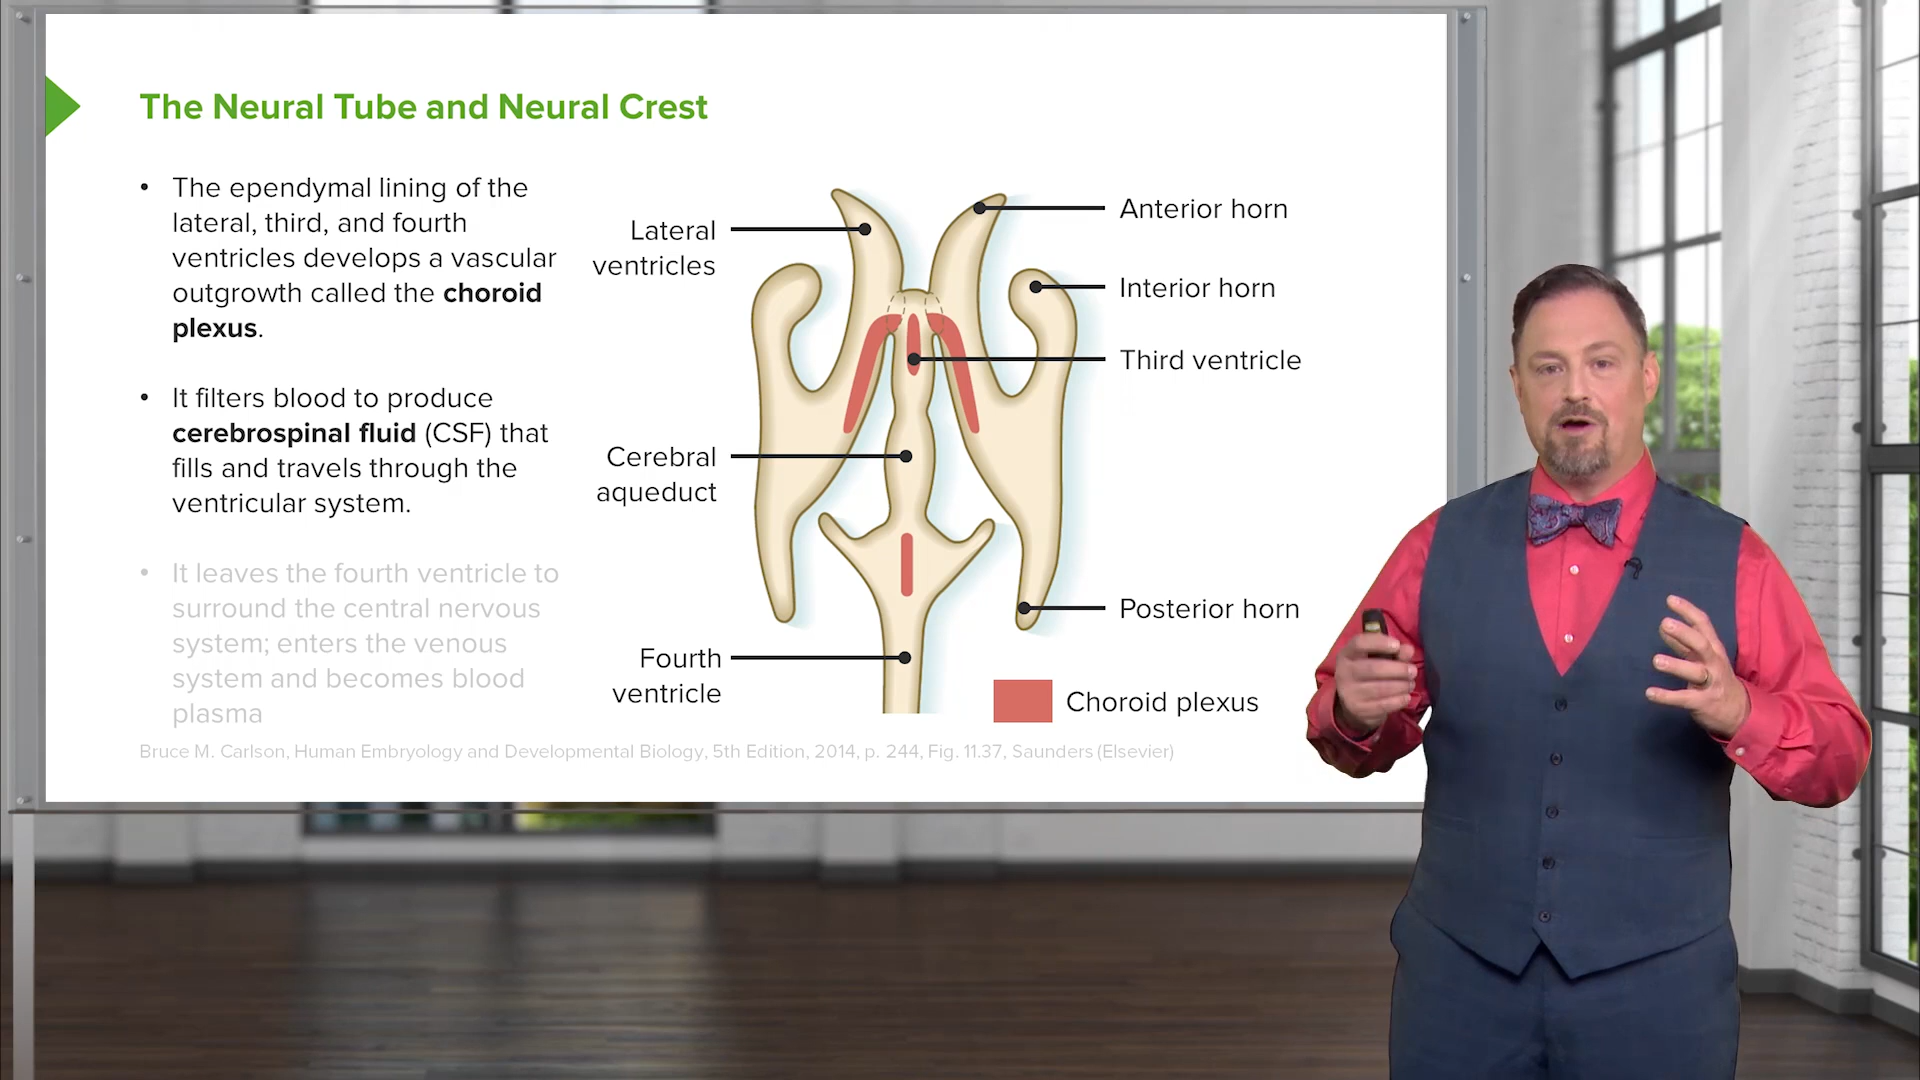 The Neural Tube and Neural Crest
• The ependymal lining of the
lateral, third, and fourth
ventricles develops a vascular
outgrowth called the choroid
plexus.
• It filters blood to produce
cerebrospinal fluid (CSF) that
fills and travels through the
ventricular system.
• It leaves the fourth ventricle to
surround the central nervous
system; enters the venous
system and becomes blood
plasma
Lateral
ventricles
Cerebral
aqueduct
Fourth
ventricle
Anterior horn
Interior horn
Third ventricle
Posterior horn
Choroid plexus
Bruce M. Carlson, Human Embryology and Developmental Biology, 5th Edition, 2014, p. 244, Fig. 11.37, Saunders (Elsevier)